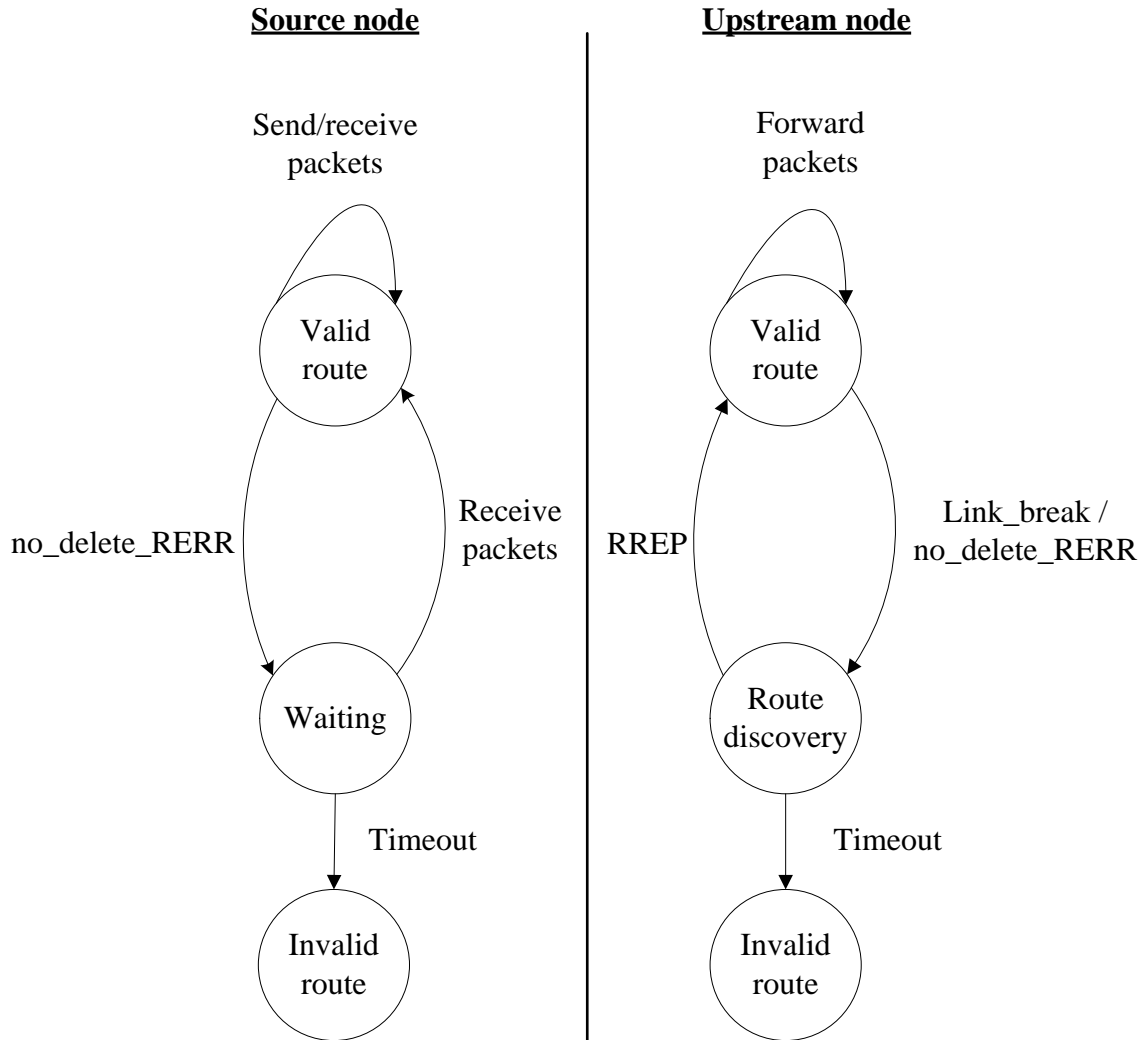 Source node
Send/receive
packets
Valid
route
no_delete_RERR
Receive
packets
Waiting
Timeout
Invalid
route
Upstream node
Forward
packets
Valid
route
RREP
Link_break /
no_delete_RERR
Route
discovery
Timeout
Invalid
route